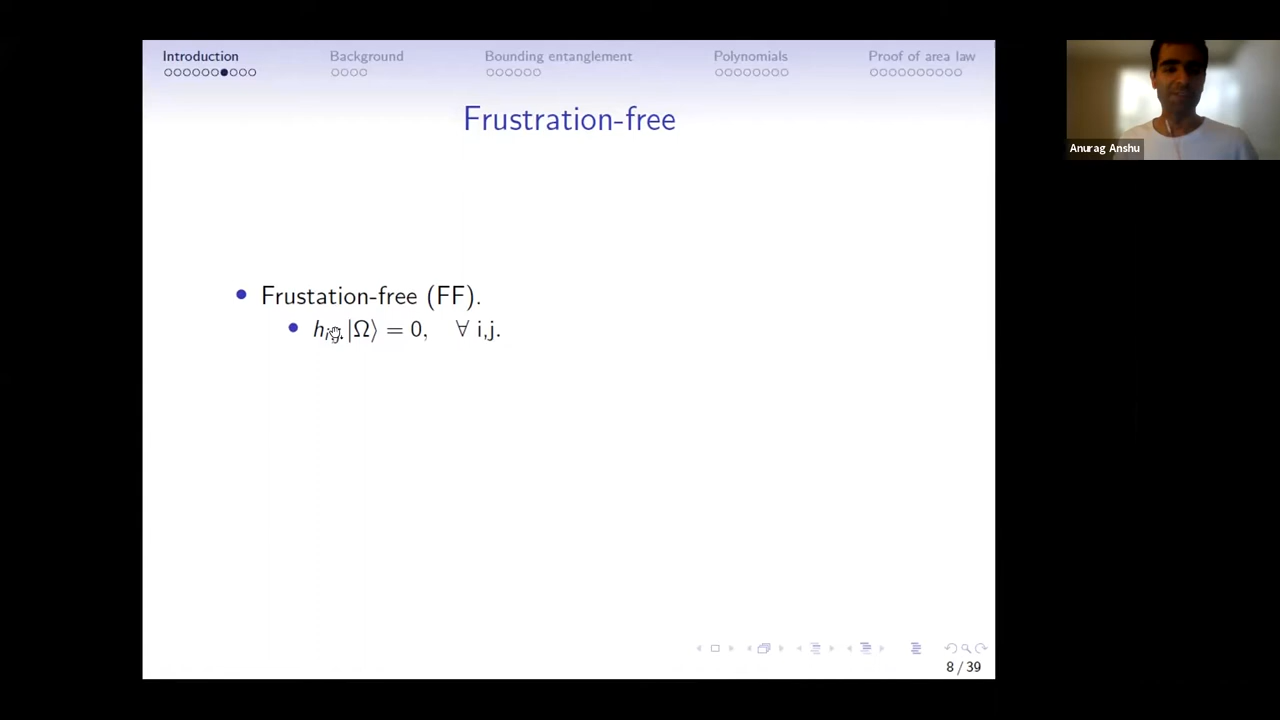 Introduction Background Bounding entanglement Polynomials Proof of area law
Frustration-free
Anurag Anshu
Frustation-free (FF).
|Ω⟩ = 0, ∀ i,j.
8 / 39